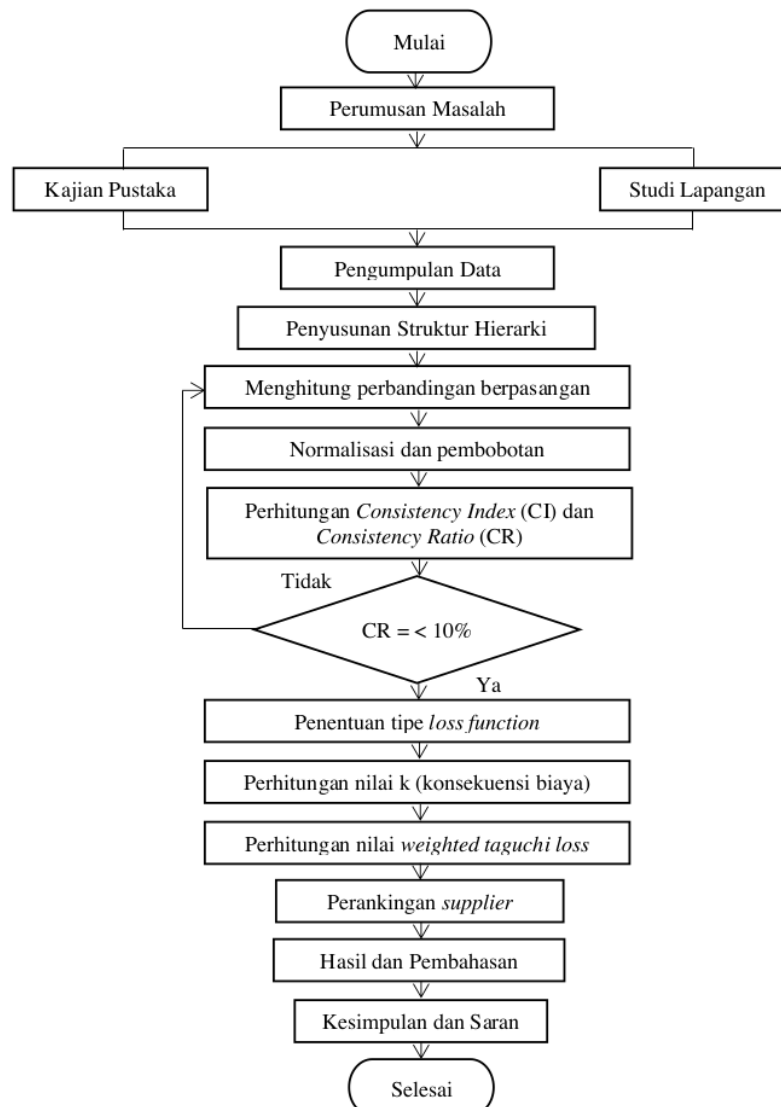 Mulai
Perumusan Masalah
Kajian Pustaka
Studi Lapangan
Pengumpulan Data
Penyusunan Struktur Hierarki
Menghitung perbandingan berpasangan
Normalisasi dan pembobotan
Perhitungan Consistency Index (CI) dan
Consistency Ratio (CR)
Tidak
CR = < 10%
Ya
Penentuan tipe loss function
Perhitungan nilai k (konsekuensi biaya)
Perhitungan nilai weighted taguchi loss
Perankingan supplier
Hasil dan Pembahasan
Kesimpulan dan Saran
Selesai